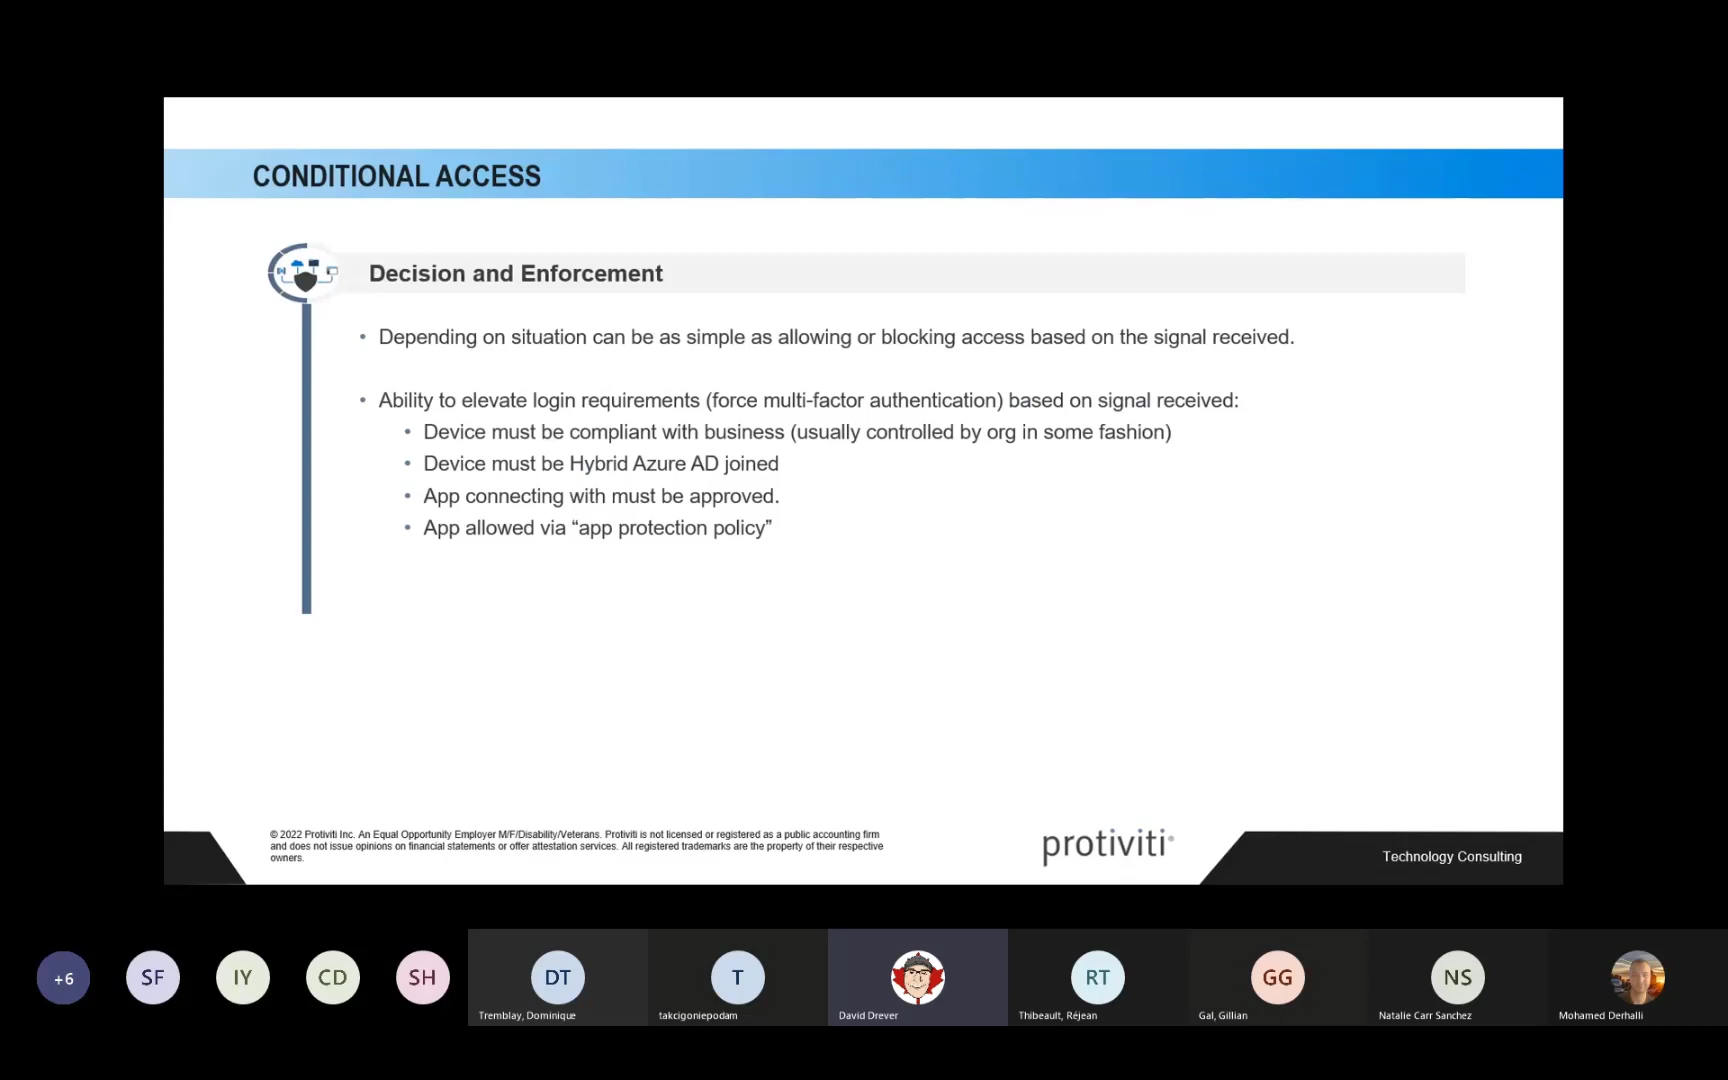 CONDITIONAL ACCESS
Decision and Enforcement
• Depending on situation can be as simple as allowing or blocking access based on the signal received.
• Ability to elevate login requirements (force multi-factor authentication) based on signal received:
• Device must be compliant with business (usually controlled by org in some fashion)
• Device must be Hybrid Azure AD joined
• App connecting with must be approved.
• App allowed via “app protection policy”
© 2022 Protiviti Inc. An Equal Opportunity Employer M/F/Disability/Veterans. Protiviti is not licensed or registered as a public accounting firm
and does not issue opinions on financial statements or offer attestation services. All registered trademarks are the property of their respective
owners.
protiviti®
Technology Consulting
+6
SF
IY
CD
SH
DT
T
RT
GG
NS
Tremblay, Dominique
takcigoniepodam
David Drever
Thibeault, Réjean
Gal, Gillian
Natalie Carr Sanchez
Mohamed Derhalli